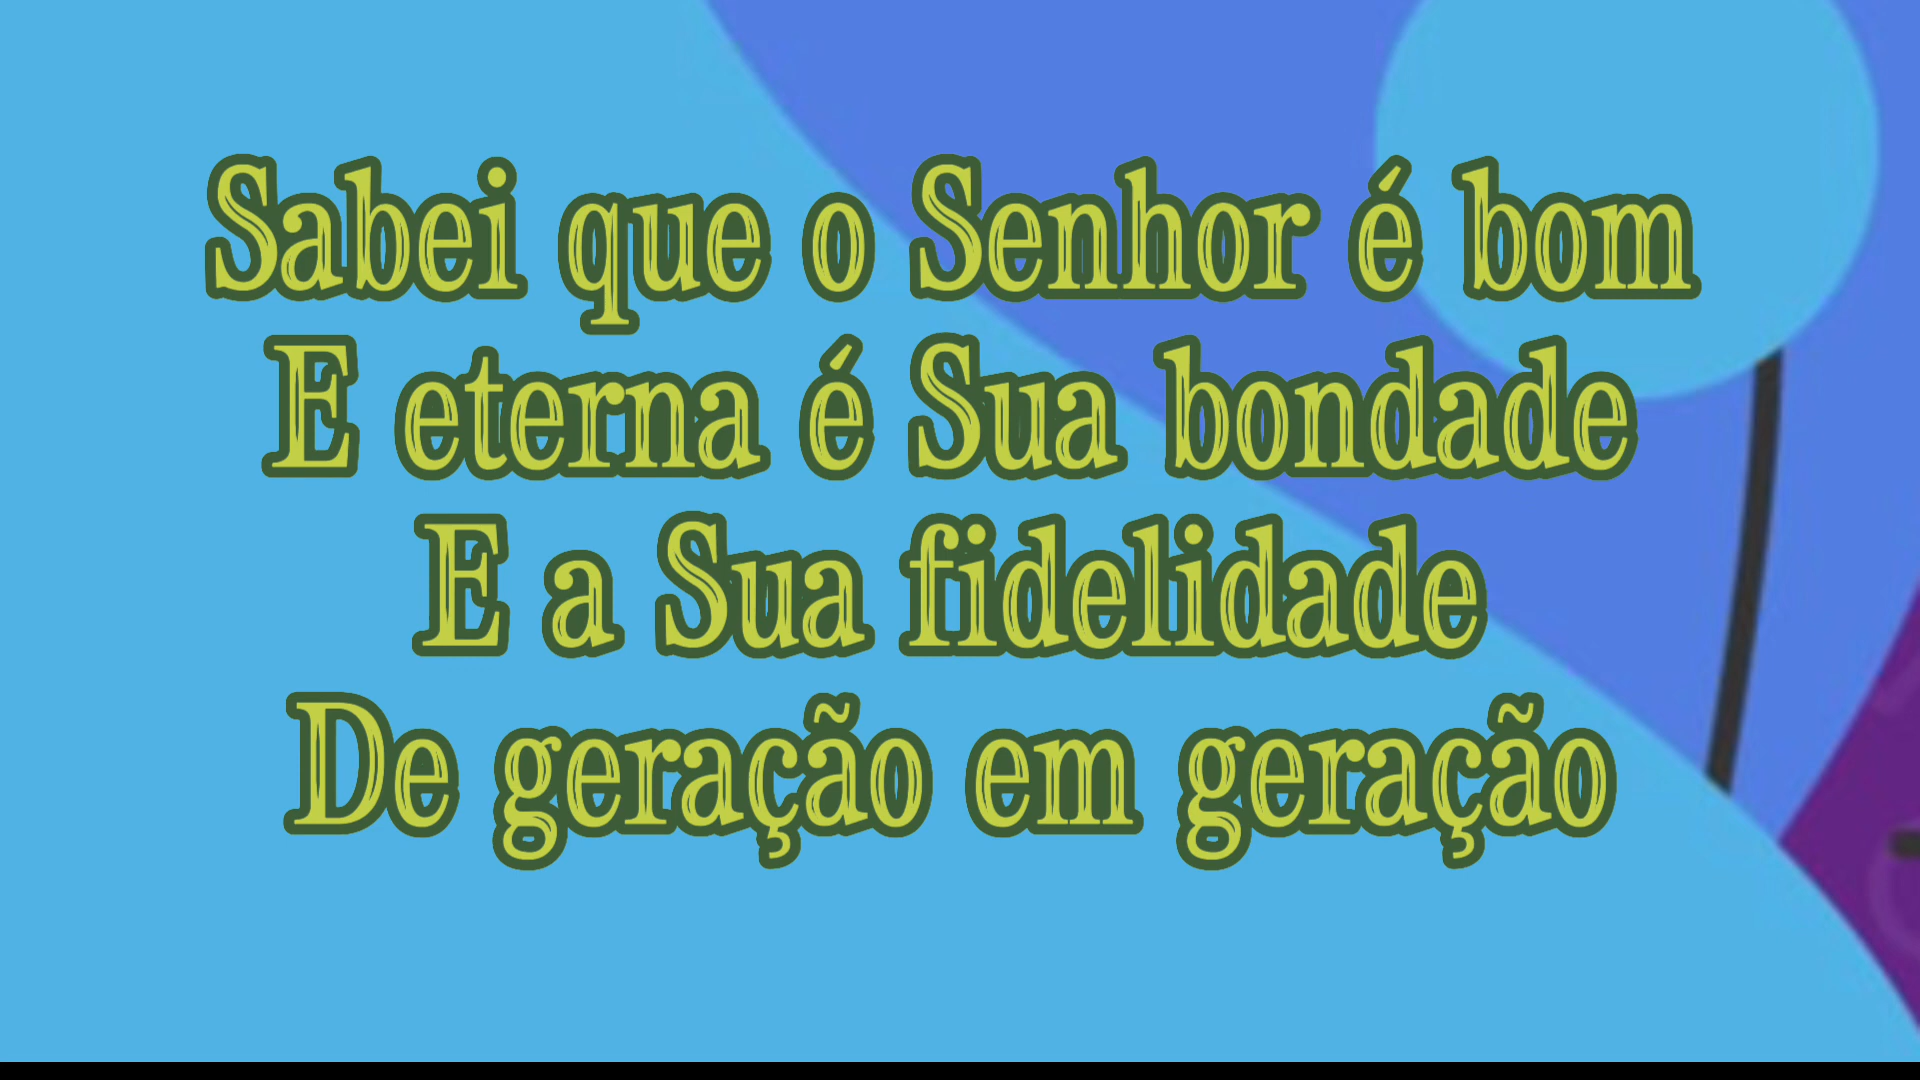 Sabei que o Senhor é bom
E eterna é Sua bondade
E a Sua fidelidade
De geração em geração